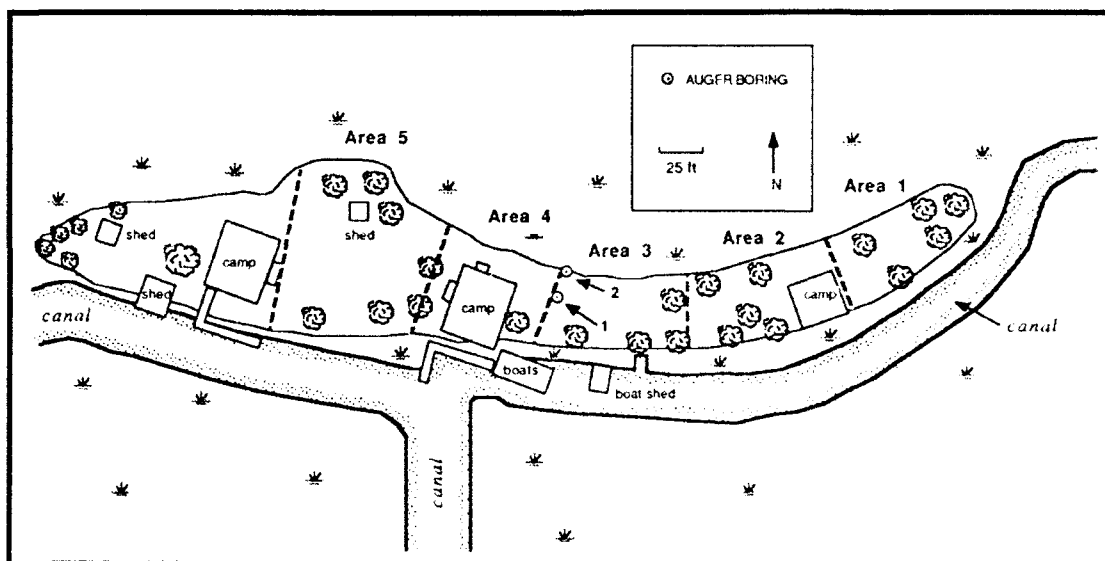 AUGER BORING
25 ft
N
Area 5
Area 4
Area 3
Area 2
Area 1
shed
shed
camp
shed
camp
2
1
camp
canal
canal
boats
boat shed
canal